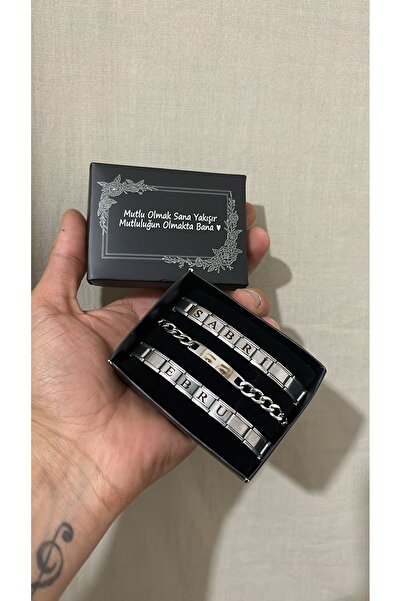 Mutlu Olmak Sana Yakışır
Mutluluğun Olmakta Bana ♥
SABRİ
EBRU